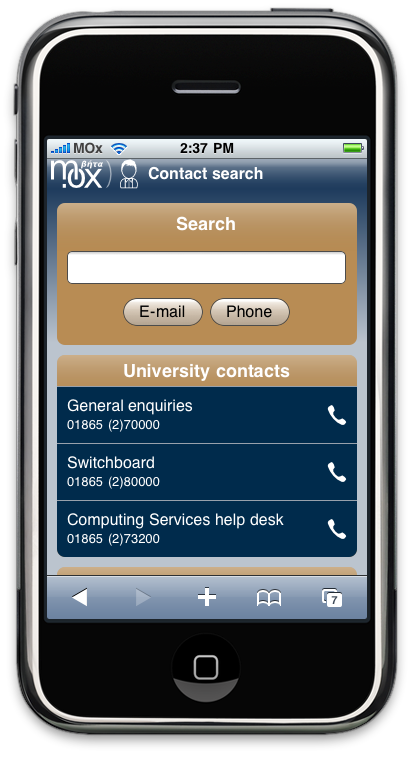 MOx 2:37 PM
βήτα
m.ox Contact search
Search
E-mail Phone
University contacts
General enquiries
01865 (2)70000
Switchboard
01865 (2)80000
Computing Services help desk
01865 (2)73200
7